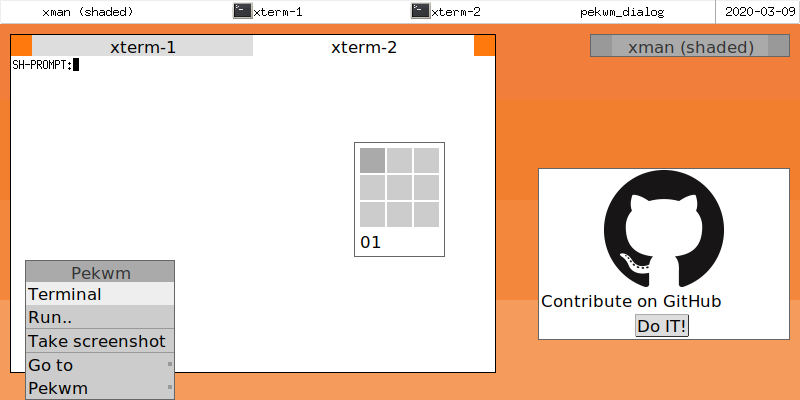 xman (shaded) xterm-1 xterm-2 pekwm_dialog 2020-03-09
xterm-1 xterm-2
xman (shaded)
SH-PROMPT:
01
Pekwm
Terminal
Run..
Take screenshot
Go to
Pekwm
Contribute on GitHub
Do IT!